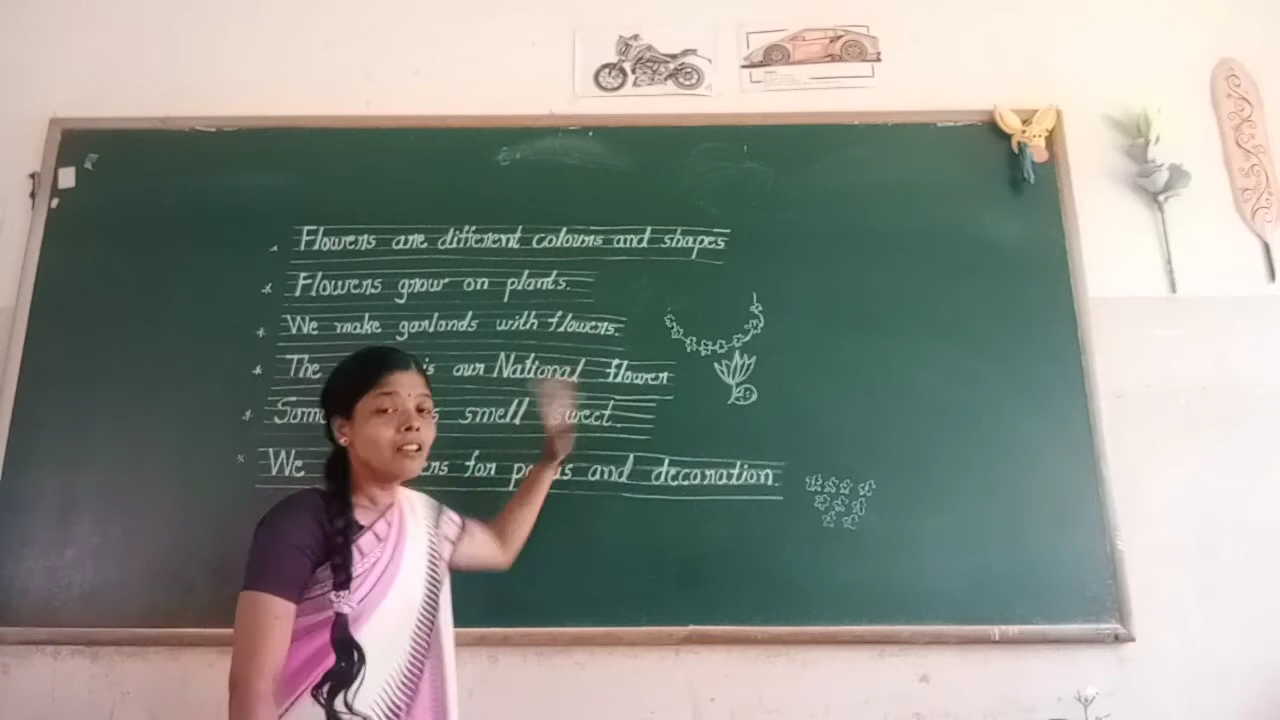 Flowers are different colours and shapes
* Flowers grow on plants.
* We make garlands with flowers.
* The is our National flower
* Some smell sweet.
* We for and decoration.